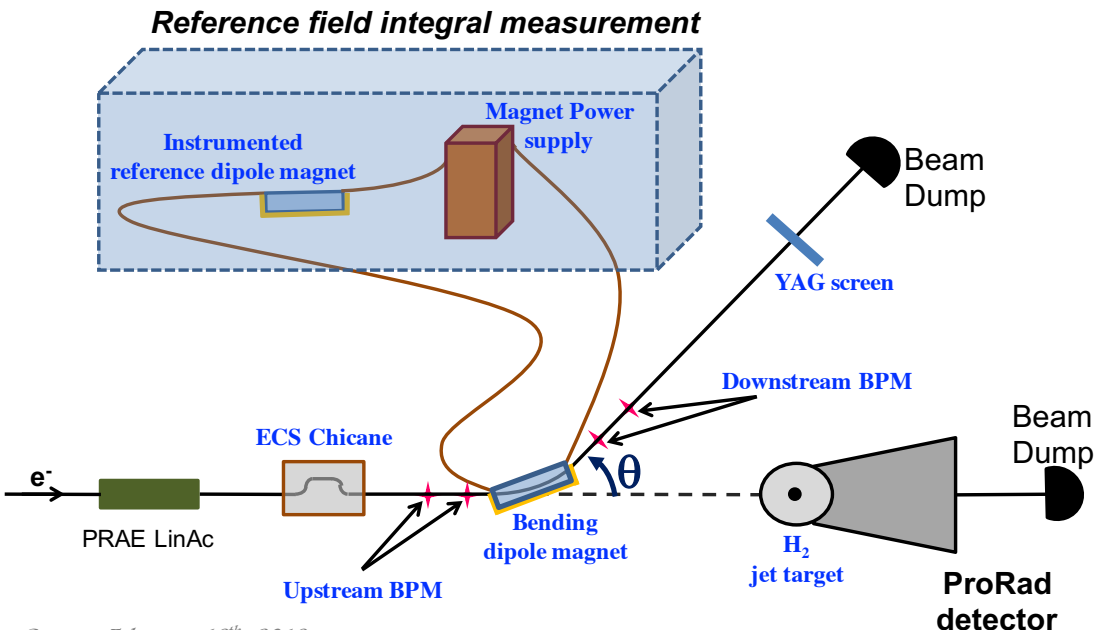 Reference field integral measurement
Magnet Power
supply
Instrumented
reference dipole magnet
Beam
Dump
YAG screen
Downstream BPM
ECS Chicane
Beam
Dump
e-
θ
PRAE LinAc
Bending
dipole magnet
H2
jet target
Upstream BPM
ProRad
detector